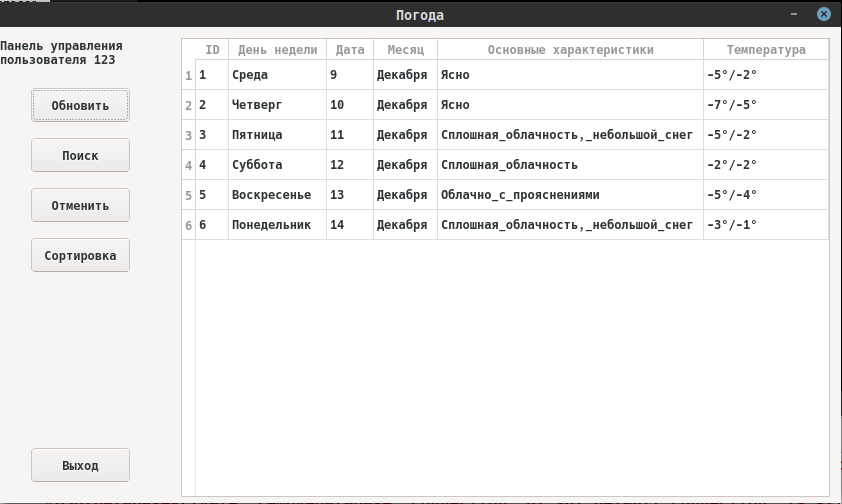 Погода
Панель управления
пользователя 123
Обновить
Поиск
Отменить
Сортировка
Выход
ID День недели Дата Месяц Основные характеристики Температура
1 1 Среда 9 Декабря Ясно -5°/-2°
2 2 Четверг 10 Декабря Ясно -7°/-5°
3 3 Пятница 11 Декабря Сплошная_облачность,_небольшой_снег -5°/-2°
4 4 Суббота 12 Декабря Сплошная_облачность -2°/-2°
5 5 Воскресенье 13 Декабря Облачно_с_прояснениями -5°/-4°
6 6 Понедельник 14 Декабря Сплошная_облачность,_небольшой_снег -3°/-1°